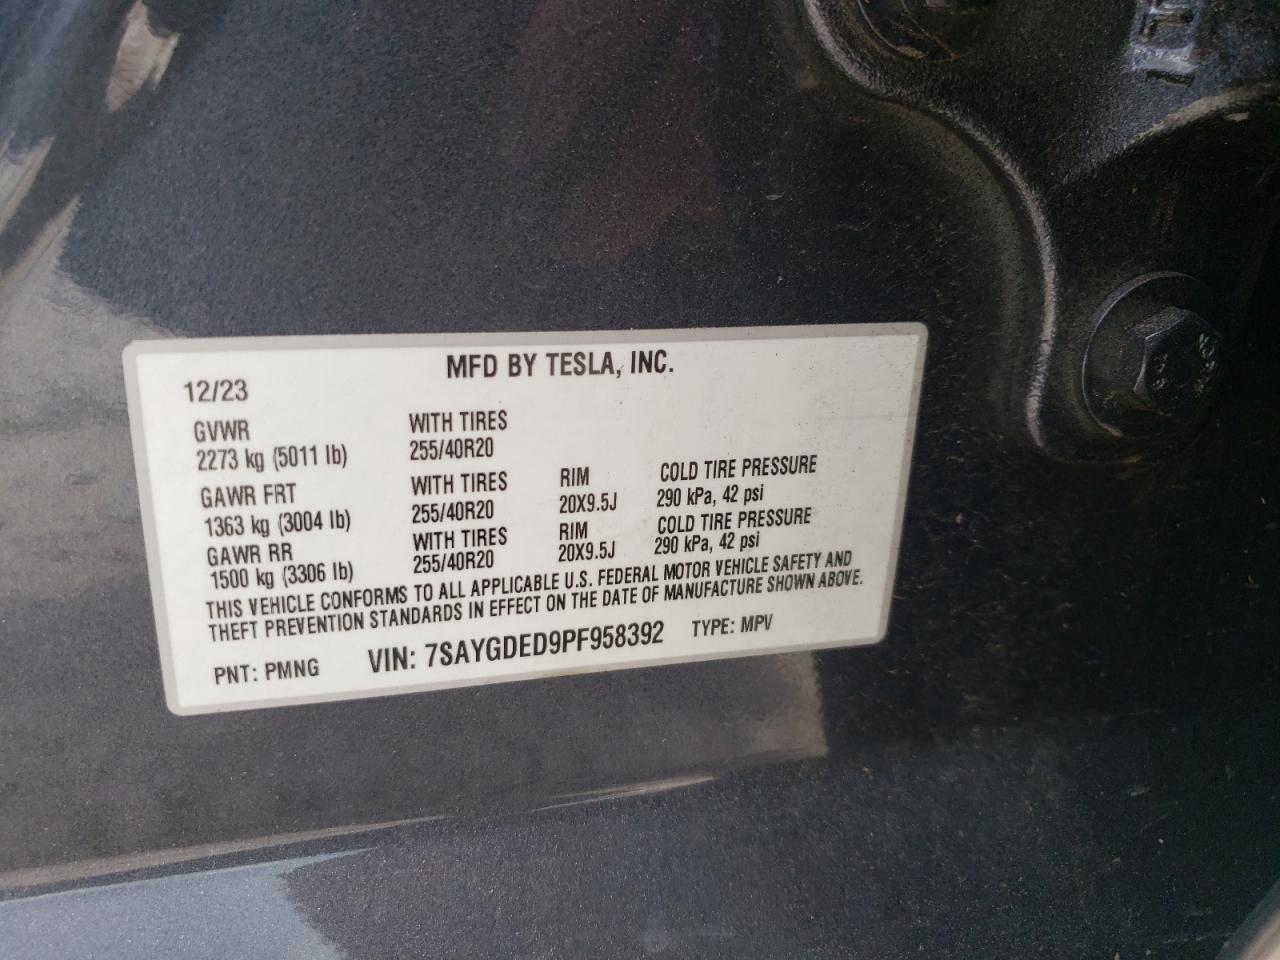 MFD BY TESLA, INC.
12/23
GVWR WITH TIRES
2273 kg (5011 lb) 255/40R20
GAWR FRT WITH TIRES RIM COLD TIRE PRESSURE
1363 kg (3004 lb) 255/40R20 20X9.5J 290 kPa, 42 psi
GAWR RR WITH TIRES RIM COLD TIRE PRESSURE
1500 kg (3306 lb) 255/40R20 20X9.5J 290 kPa, 42 psi
THIS VEHICLE CONFORMS TO ALL APPLICABLE U.S. FEDERAL MOTOR VEHICLE SAFETY AND
THEFT PREVENTION STANDARDS IN EFFECT ON THE DATE OF MANUFACTURE SHOWN ABOVE.
PNT: PMNG VIN: 7SAYGDED9PF958392 TYPE: MPV